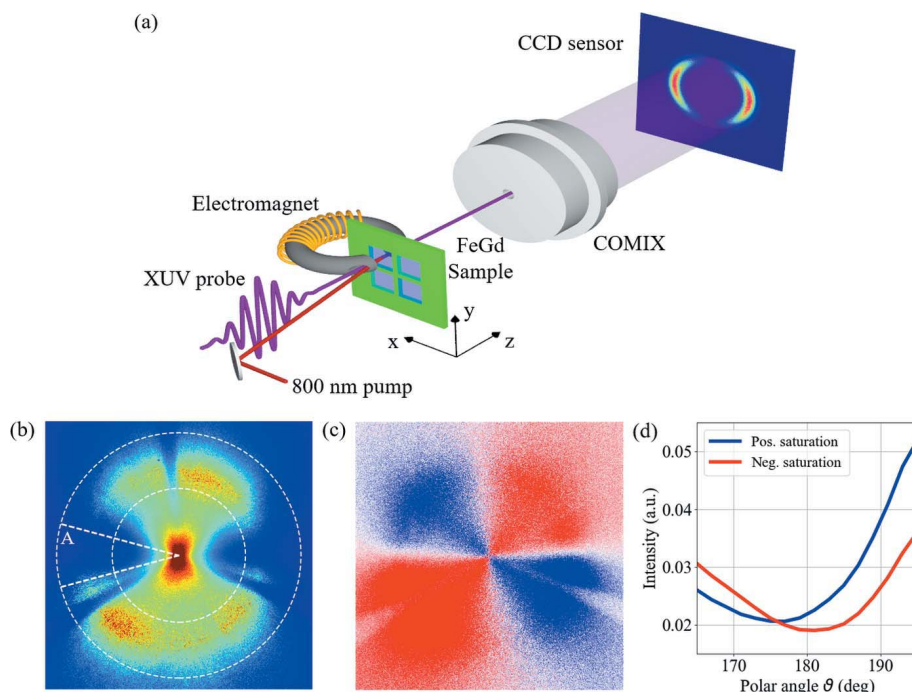 (a)
CCD sensor
Electromagnet
FeGd
Sample
COMIX
XUV probe
y
x
z
800 nm pump
(b)
(c)
(d)
A
Intensity (a.u.)
0.05
0.04
0.03
0.02
Pos. saturation
Neg. saturation
170
180
190
Polar angle ϑ (deg)